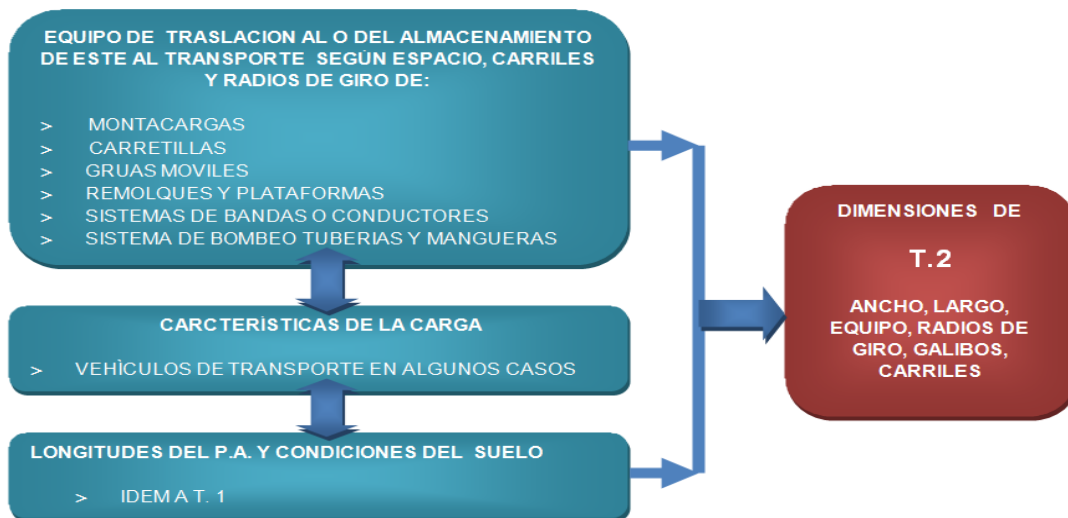 EQUIPO DE TRASLACION AL O DEL ALMACENAMIENTO
DE ESTE AL TRANSPORTE SEGÚN ESPACIO, CARRILES
Y RADIOS DE GIRO DE:
> MONTACARGAS
> CARRETILLAS
> GRUAS MOVILES
> REMOLQUES Y PLATAFORMAS
> SISTEMAS DE BANDAS O CONDUCTORES
> SISTEMA DE BOMBEO TUBERIAS Y MANGUERAS
CARCTERÌSTICAS DE LA CARGA
> VEHÌCULOS DE TRANSPORTE EN ALGUNOS CASOS
LONGITUDES DEL P.A. Y CONDICIONES DEL SUELO
> IDEM A T. 1
DIMENSIONES DE
T.2
ANCHO, LARGO,
EQUIPO, RADIOS DE
GIRO, GALIBOS,
CARRILES